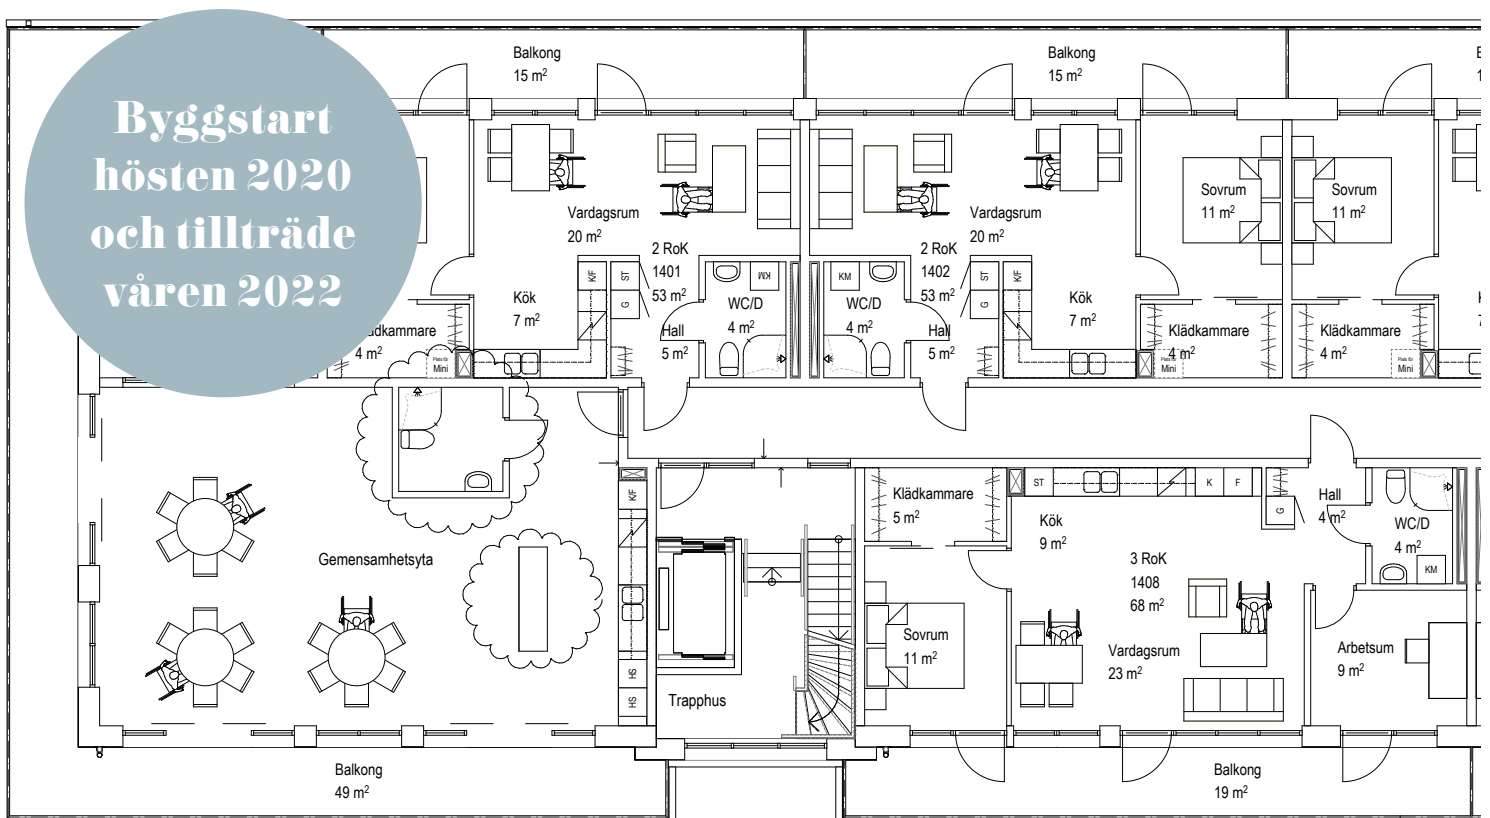 Byggstart
hösten 2020
och tillträde
våren 2022
Balkong
15 m²
Balkong
15 m²
Vardagsrum
20 m²
2 RoK
1401
53 m²
Kök
7 m²
K/F
ST
G
Hall
5 m²
WC/D
4 m²
KM
KM
WC/D
4 m²
2 RoK
1402
53 m²
Hall
5 m²
ST
G
K/F
Vardagsrum
20 m²
Kök
7 m²
Sovrum
11 m²
Sovrum
11 m²
dkammare
4 m²
Plats för
Mini
Klädkammare
4 m²
Plats för
Mini
Klädkammare
4 m²
Plats för
Mini
Gemensamhetsyta
K/F
HS
HS
Trapphus
Klädkammare
5 m²
Sovrum
11 m²
ST
K
F
G
Kök
9 m²
3 RoK
1408
68 m²
Vardagsrum
23 m²
Hall
4 m²
WC/D
4 m²
KM
Arbetsum
9 m²
Balkong
49 m²
Balkong
19 m²